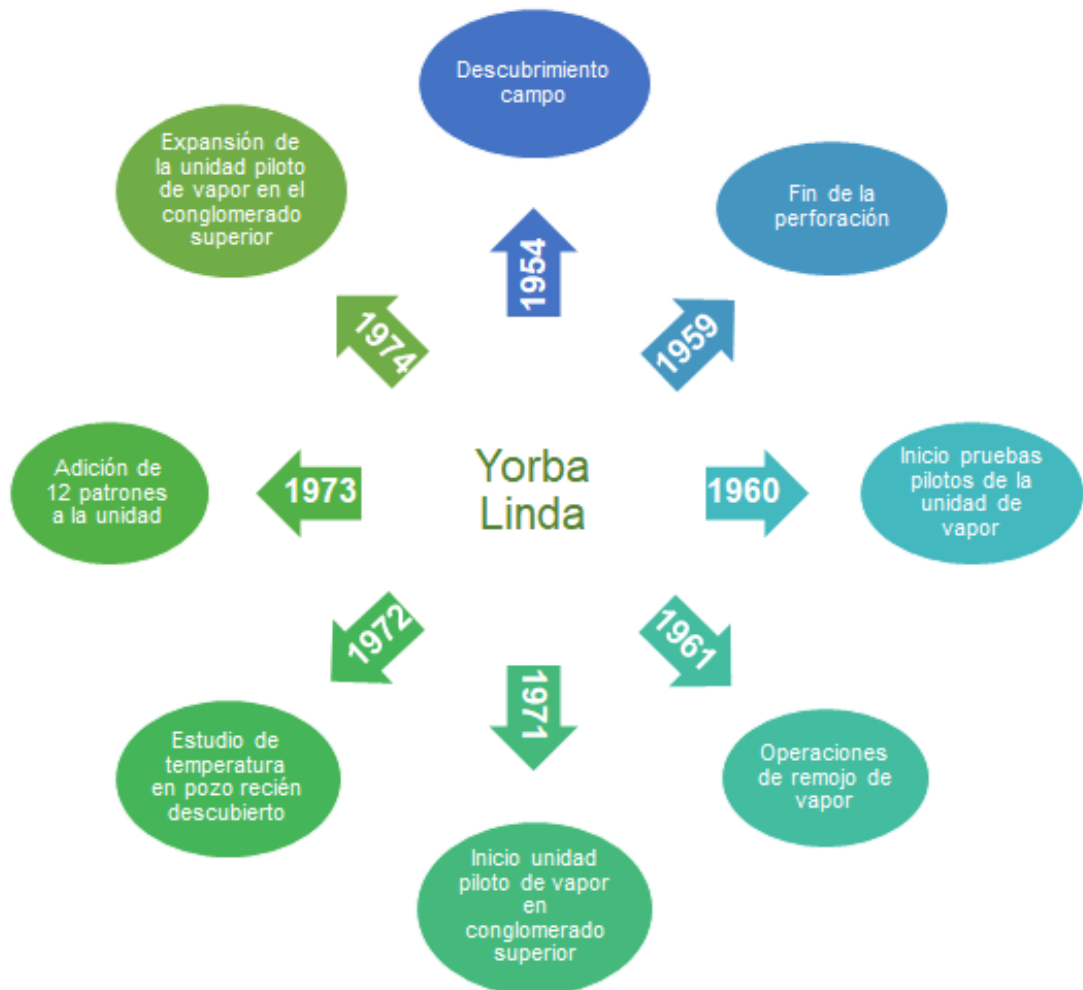 Descubrimiento
campo
1954
Fin de la
perforación
1959
Inicio pruebas
pilotos de la
unidad de
vapor
1960
Operaciones
de remojo de
vapor
1961
Inicio unidad
piloto de vapor
en
conglomerado
superior
1971
Estudio de
temperatura
en pozo recién
descubierto
1972
Adición de
12 patrones
a la unidad
1973
Expansión de
la unidad piloto
de vapor en el
conglomerado
superior
1974
Yorba
Linda